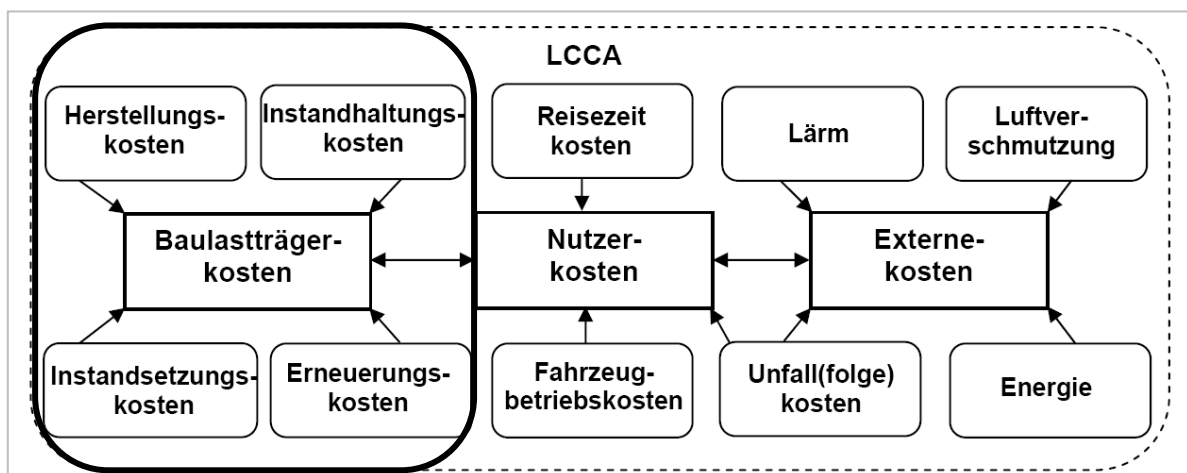 LCCA
Herstellungs-
kosten
Instandhaltungs-
kosten
Reisezeit
kosten
Lärm
Luftver-
schmutzung
Baulastträger-
kosten
Nutzer-
kosten
Externe-
kosten
Instandsetzungs-
kosten
Erneuerungs-
kosten
Fahrzeug-
betriebskosten
Unfall(folge)
kosten
Energie